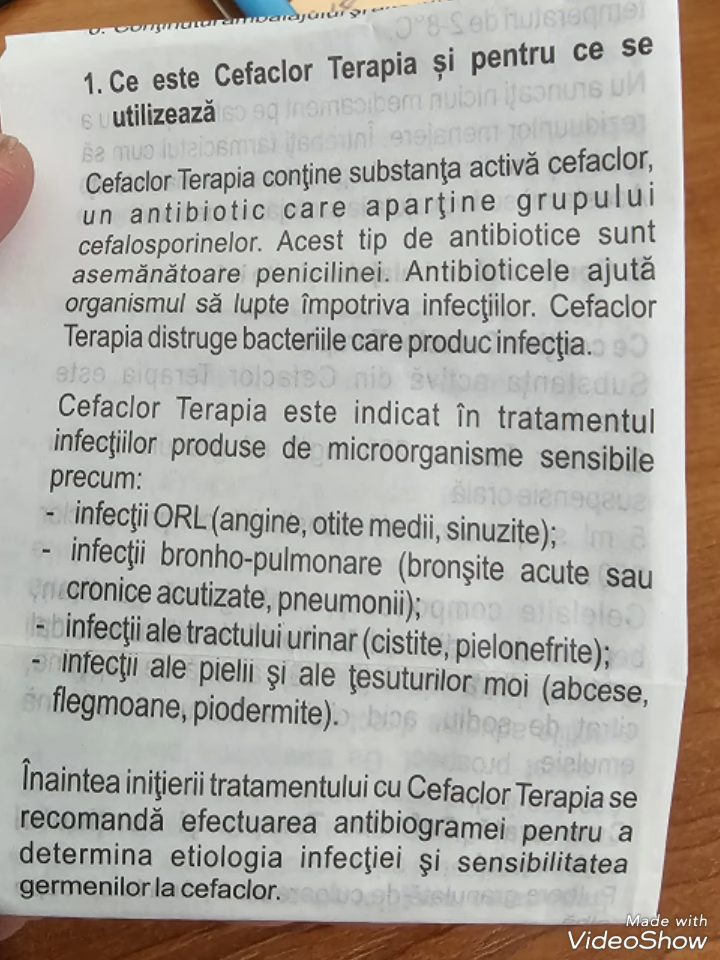 6. Conţinutul ambalajului şi
1. Ce este Cefaclor Terapia și pentru ce se
utilizează
Cefaclor Terapia conţine substanţa activă cefaclor,
un antibiotic care aparţine grupului
cefalosporinelor. Acest tip de antibiotice sunt
asemănătoare penicilinei. Antibioticele ajută
organismul să lupte împotriva infecţiilor. Cefaclor
Terapia distruge bacteriile care produc infecţia.
Cefaclor Terapia este indicat în tratamentul
infecţiilor produse de microorganisme sensibile
precum:
- infecţii ORL (angine, otite medii, sinuzite);
- infecţii bronho-pulmonare (bronşite acute sau
cronice acutizate, pneumonii);
- infecţii ale tractului urinar (cistite, pielonefrite);
- infecţii ale pielii şi ale ţesuturilor moi (abcese,
flegmoane, piodermite).
Înaintea iniţierii tratamentului cu Cefaclor Terapia se
recomandă efectuarea antibiogramei pentru a
determina etiologia infecţiei şi sensibilitatea
germenilor la cefaclor.
Made with
VideoShow